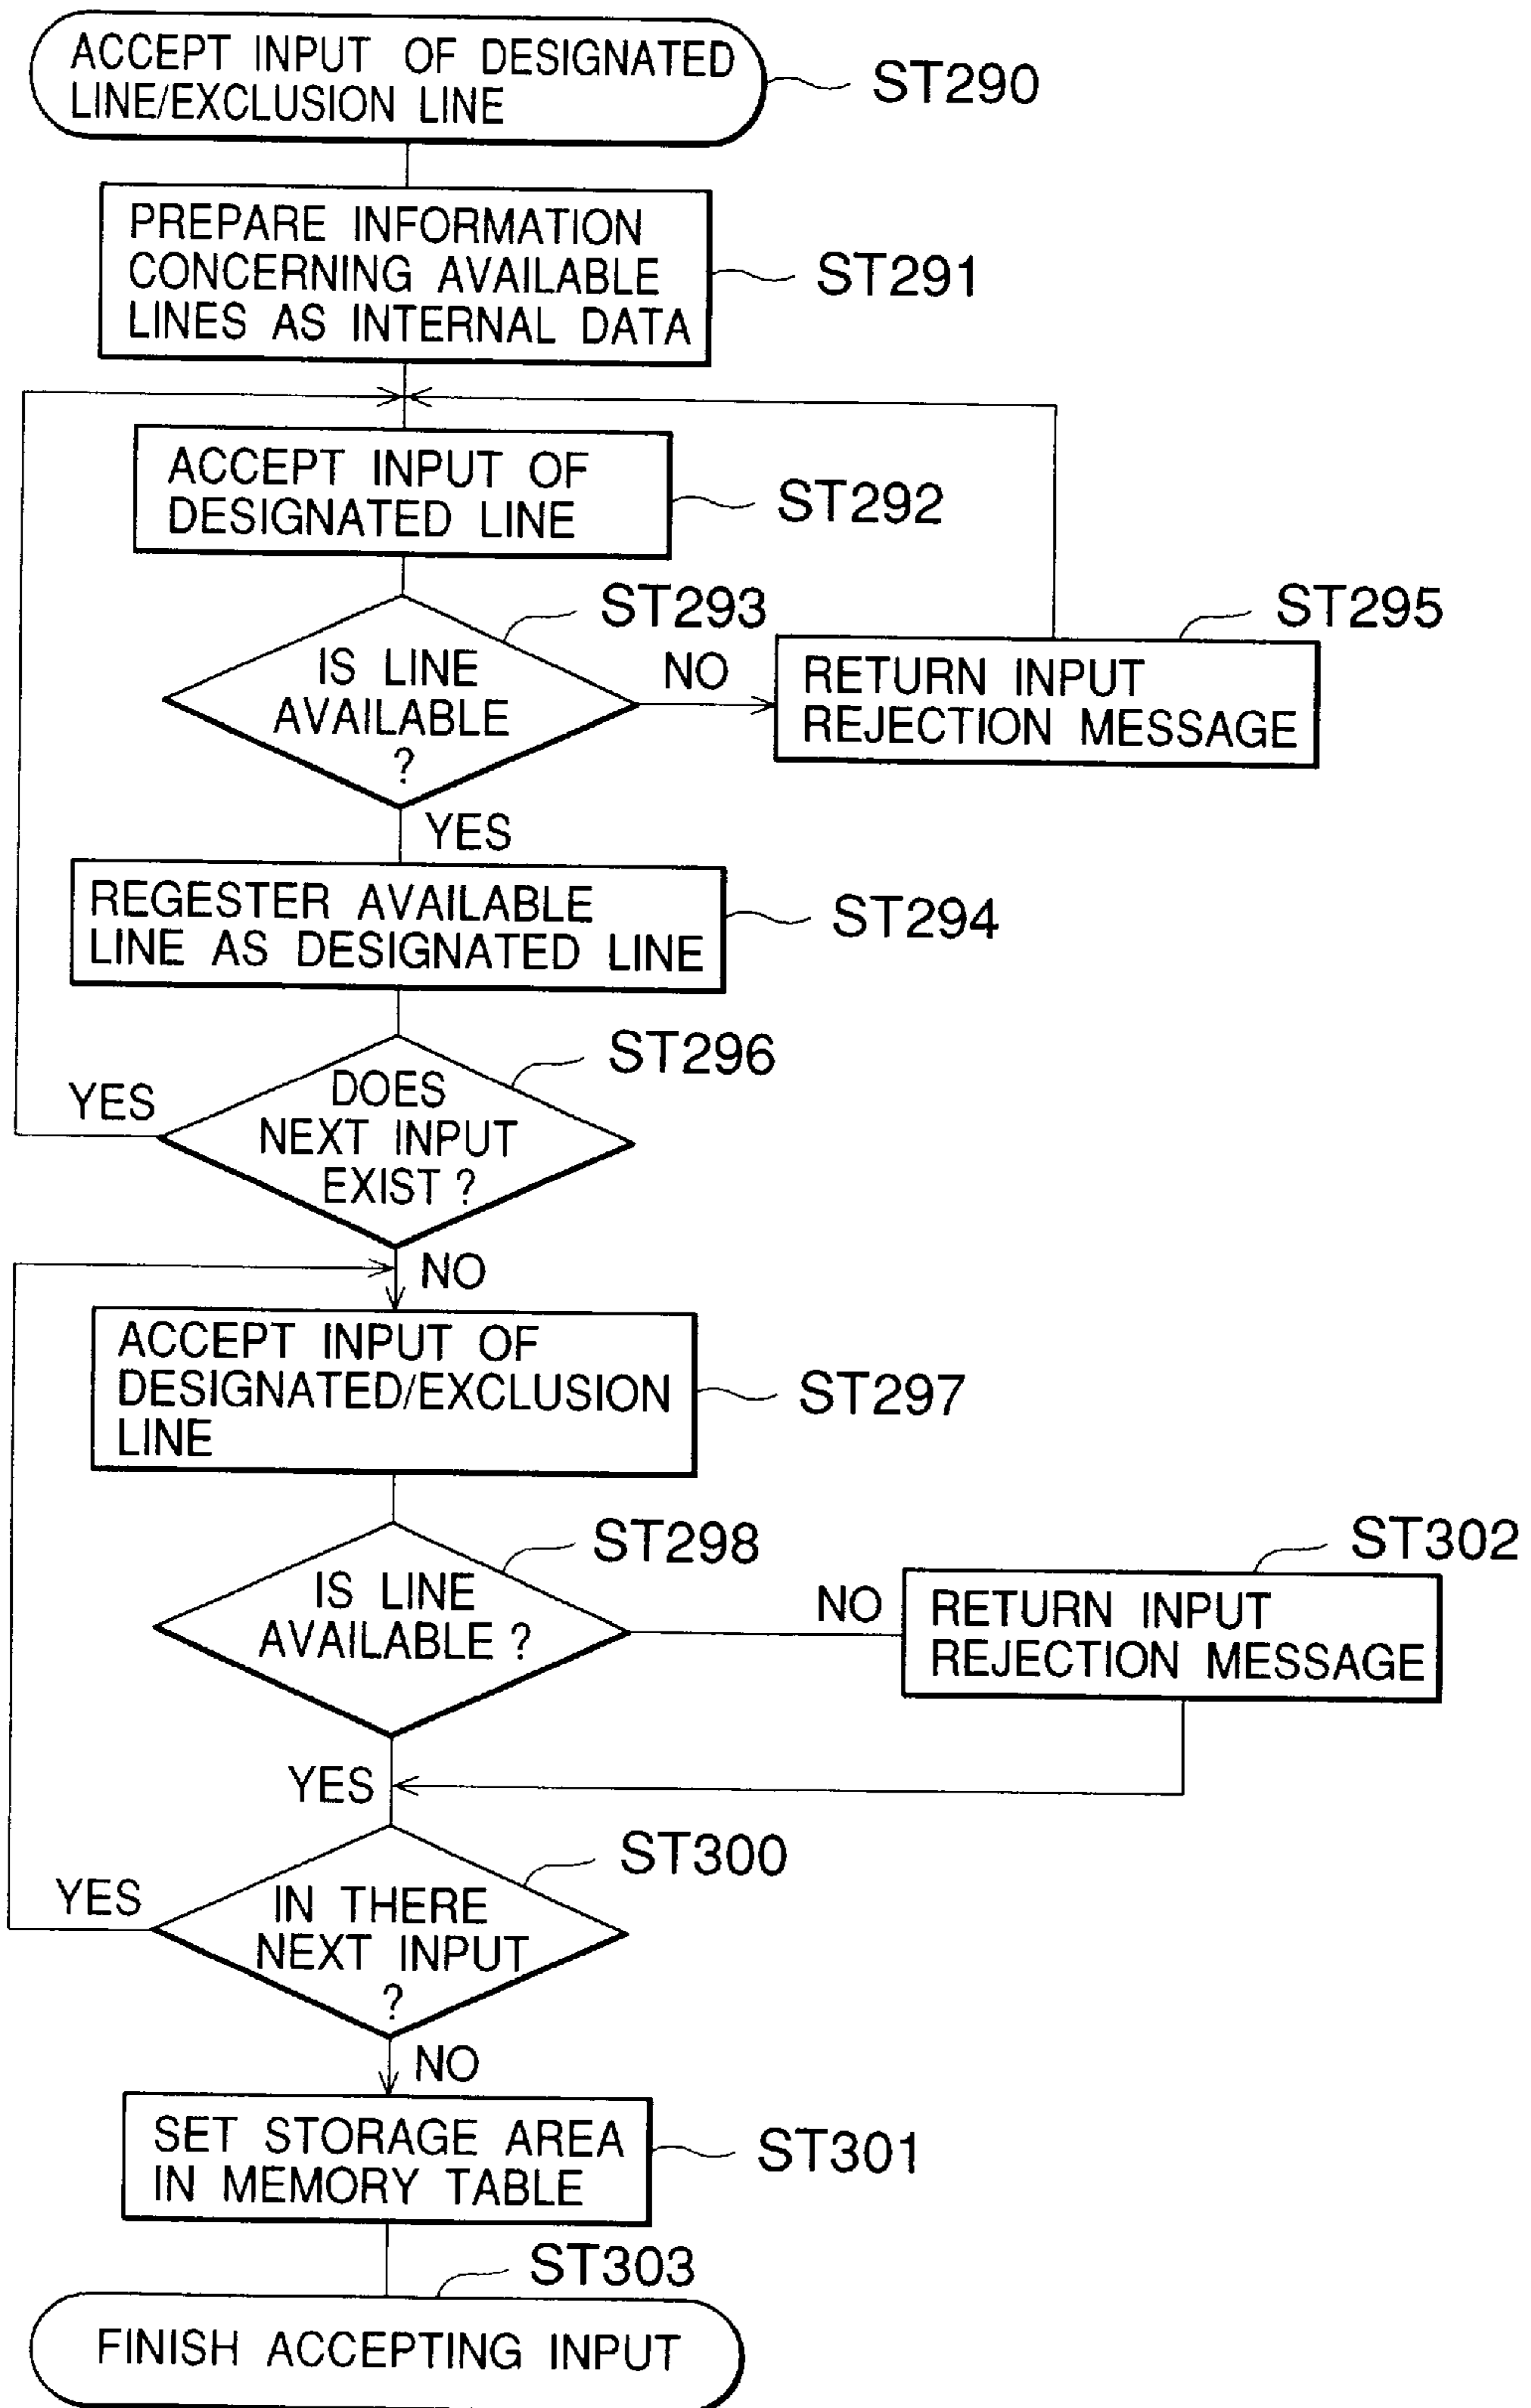 ACCEPT INPUT OF DESIGNATED
LINE/EXCLUSION LINE
ST290
PREPARE INFORMATION
CONCERNING AVAILABLE
LINES AS INTERNAL DATA
ST291
ACCEPT INPUT OF
DESIGNATED LINE
ST292
IS LINE
AVAILABLE
?
ST293
NO
RETURN INPUT
REJECTION MESSAGE
ST295
YES
REGESTER AVAILABLE
LINE AS DESIGNATED LINE
ST294
DOES
NEXT INPUT
EXIST ?
ST296
YES
NO
ACCEPT INPUT OF
DESIGNATED/EXCLUSION
LINE
ST297
IS LINE
AVAILABLE ?
ST298
NO
RETURN INPUT
REJECTION MESSAGE
ST302
YES
IN THERE
NEXT INPUT
?
ST300
YES
NO
SET STORAGE AREA
IN MEMORY TABLE
ST301
ST303
FINISH ACCEPTING INPUT